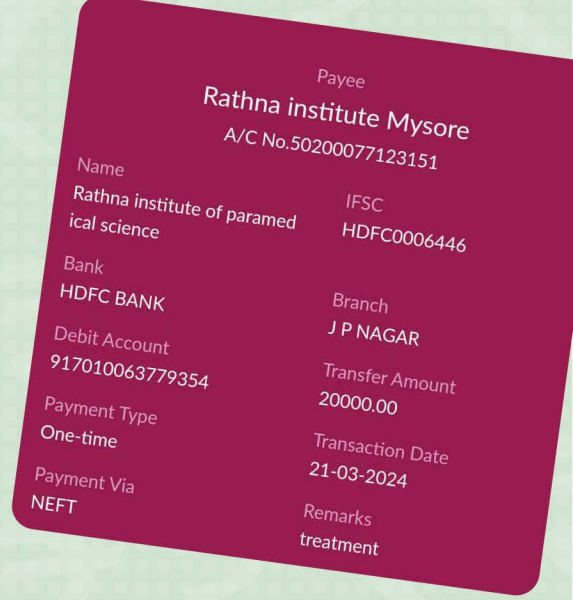 Payee
Rathna institute Mysore
A/C No.50200077123151
Name
Rathna institute of paramed
ical science
IFSC
HDFC0006446
Bank
HDFC BANK
Branch
J P NAGAR
Debit Account
917010063779354
Transfer Amount
20000.00
Payment Type
One-time
Transaction Date
21-03-2024
Payment Via
NEFT
Remarks
treatment